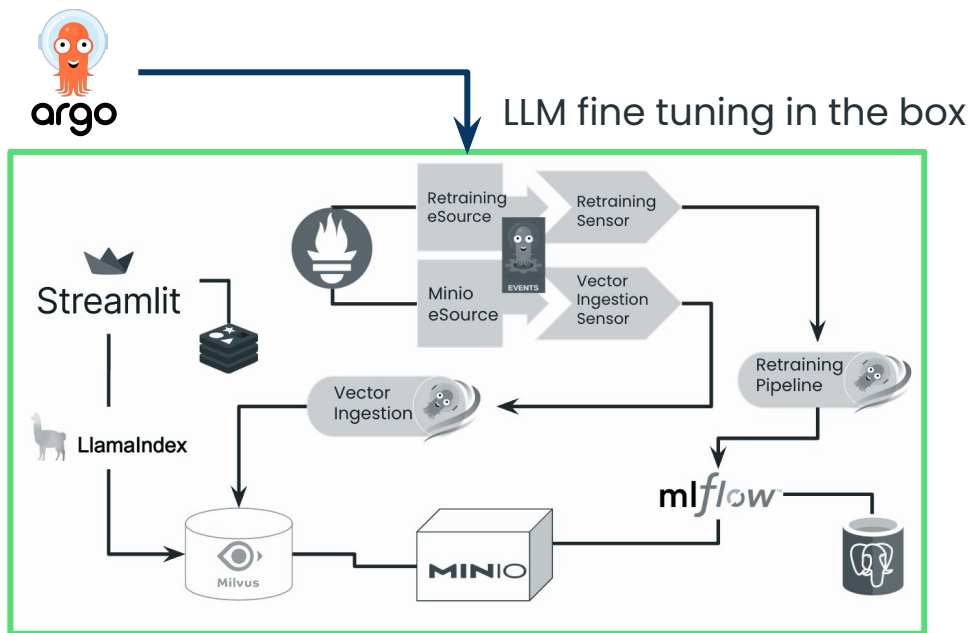 argo
LLM fine tuning in the box
Retraining
eSource
Retraining
Sensor
EVENTS
Minio
eSource
Vector
Ingestion
Sensor
Streamlit
Vector
Ingestion
Retraining
Pipeline
LlamaIndex
mlflow™
Milvus
MINIO